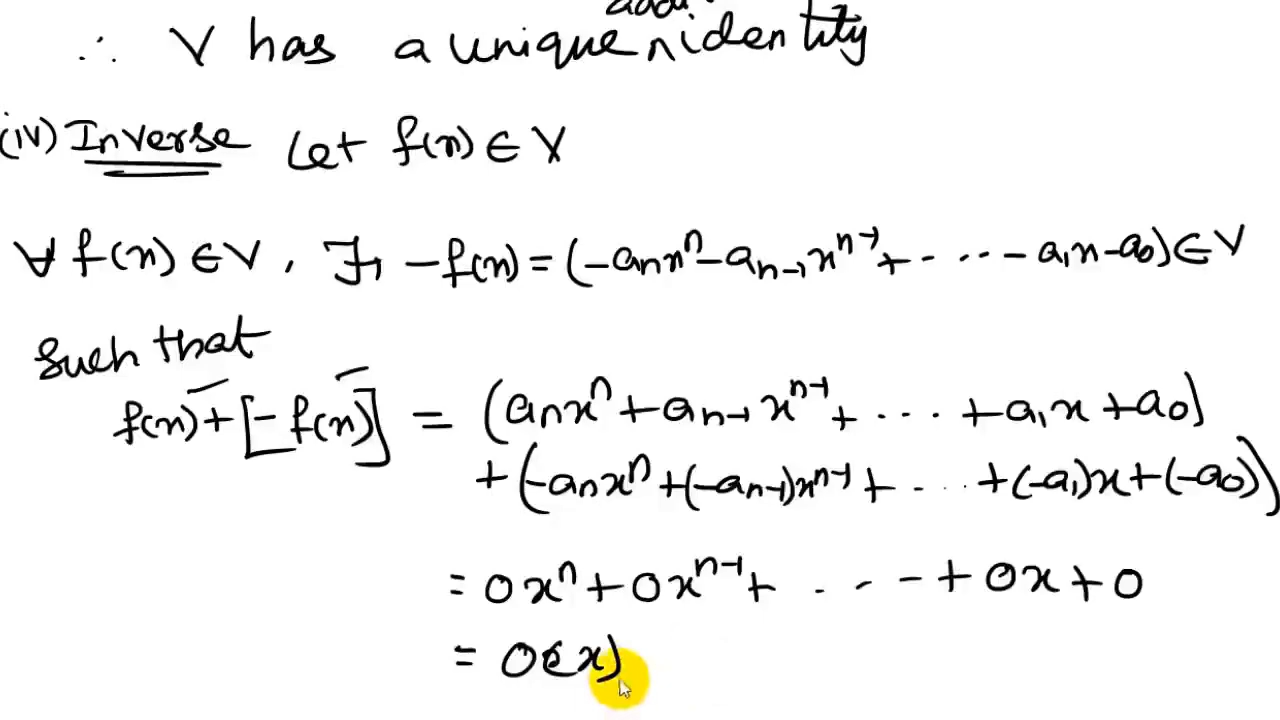 ∴ V has a unique identity
(iv) Inverse Let f(x) ∈ V
∀ f(x) ∈ V, ∃, -f(x) = (-aₙxⁿ - aₙ₋₁xⁿ⁻¹ + ... - a₁x - a₀) ∈ V
such that
f(x) + [-f(x)] = (aₙxⁿ + aₙ₋₁xⁿ⁻¹ + ... + a₁x + a₀)
+ (-aₙxⁿ + (-aₙ₋₁)xⁿ⁻¹ + ... + (-a₁)x + (-a₀))
= 0xⁿ + 0xⁿ⁻¹ + ... + 0x + 0
= 0(x)